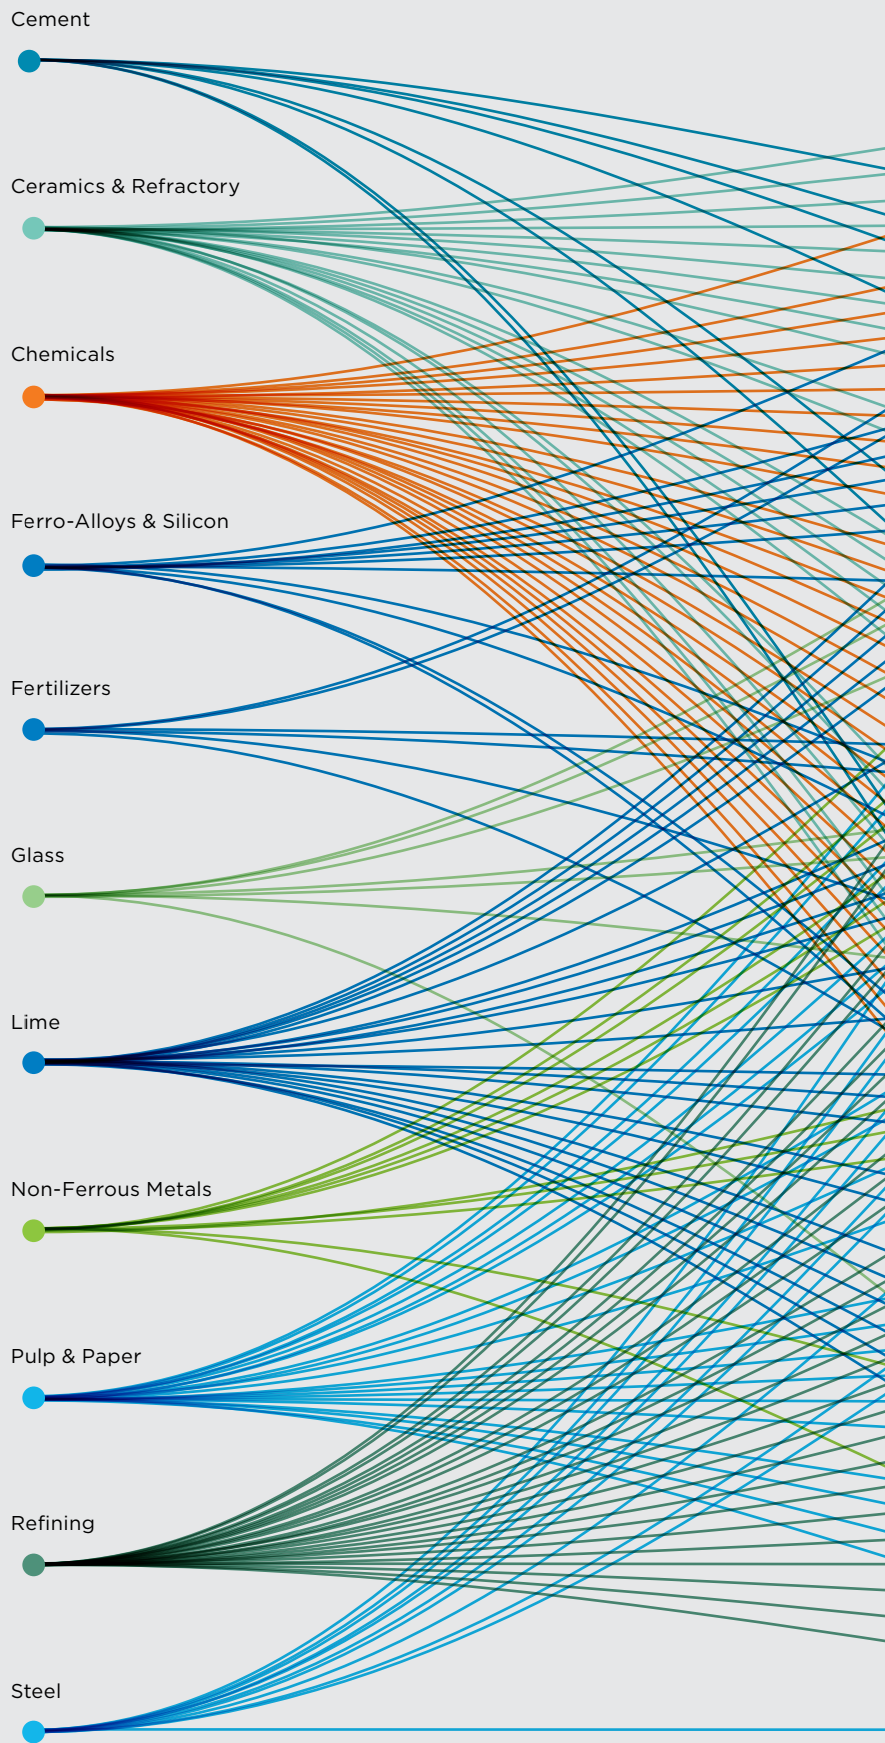 Cement
Ceramics & Refractory
Chemicals
Ferro-Alloys & Silicon
Fertilizers
Glass
Lime
Non-Ferrous Metals
Pulp & Paper
Refining
Steel